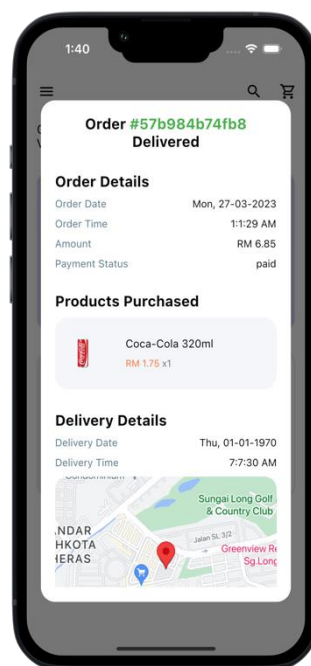 1:40
Order #57b984b74fb8
Delivered
Order Details
Order Date Mon, 27-03-2023
Order Time 1:1:29 AM
Amount RM 6.85
Payment Status paid
Products Purchased
Coca-Cola 320ml
RM 1.75 x1
Delivery Details
Delivery Date Thu, 01-01-1970
Delivery Time 7:7:30 AM
Sungai Long Golf
& Country Club
NDAR
HKOTA
HERAS
Jalan SL 3/2
Greenview Re
Sg.Long